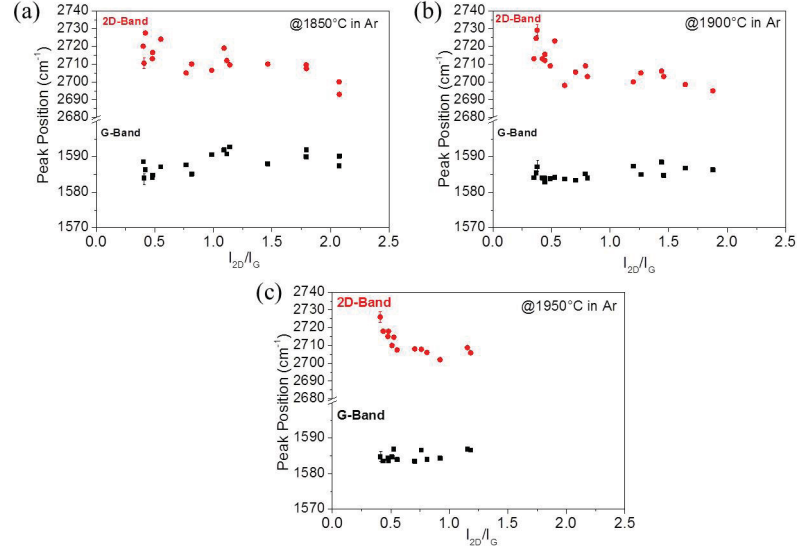 (a)
2D-Band
@1850°C in Ar
2740
2730
2720
2710
2700
2690
2680
G-Band
1590
1580
1570
0.0 0.5 1.0 1.5 2.0 2.5
Peak Position (cm⁻¹)
I2D/IG
(b)
2D-Band
@1900°C in Ar
2740
2730
2720
2710
2700
2690
2680
G-Band
1590
1580
1570
0.0 0.5 1.0 1.5 2.0 2.5
Peak Position (cm⁻¹)
I2D/IG
(c)
2D-Band
@1950°C in Ar
2740
2730
2720
2710
2700
2690
2680
G-Band
1590
1580
1570
0.0 0.5 1.0 1.5 2.0 2.5
Peak Position (cm⁻¹)
I2D/IG